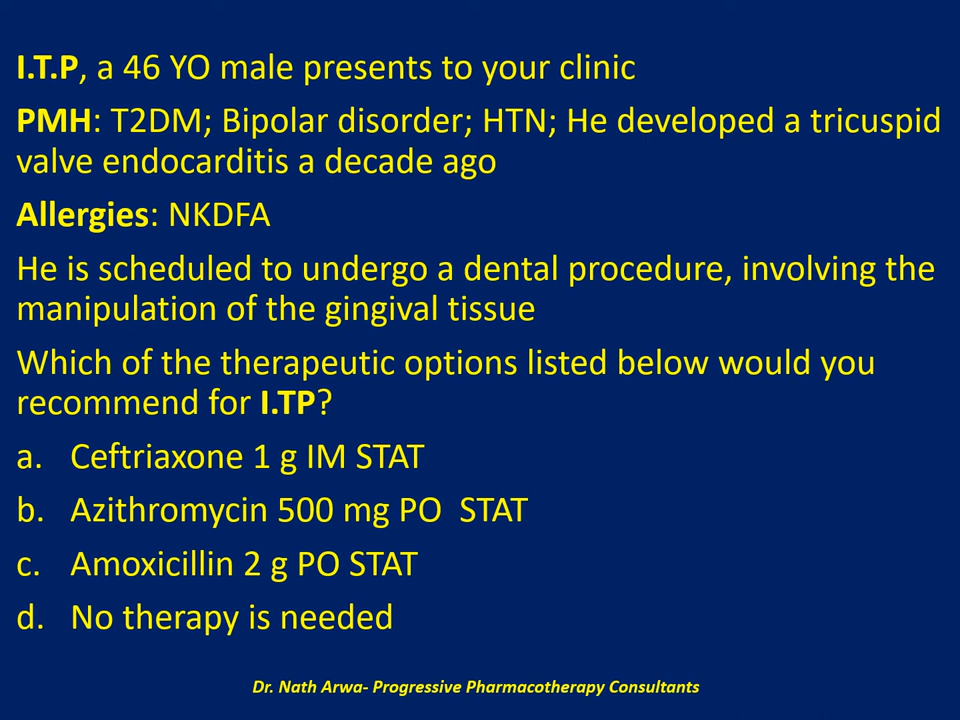 I.T.P, a 46 YO male presents to your clinic
PMH: T2DM; Bipolar disorder; HTN; He developed a tricuspid
valve endocarditis a decade ago
Allergies: NKDFA
He is scheduled to undergo a dental procedure, involving the
manipulation of the gingival tissue
Which of the therapeutic options listed below would you
recommend for I.TP?
a. Ceftriaxone 1 g IM STAT
b. Azithromycin 500 mg PO STAT
c. Amoxicillin 2 g PO STAT
d. No therapy is needed
Dr. Nath Arwa- Progressive Pharmacotherapy Consultants